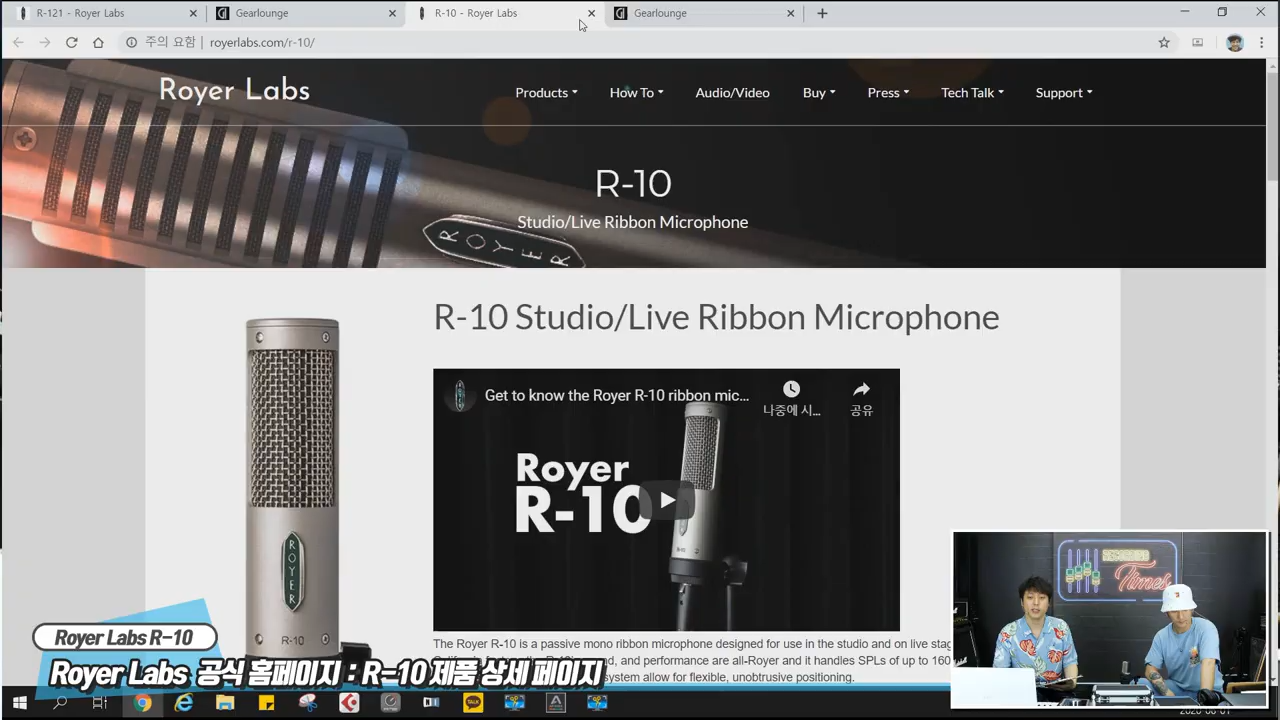 R-121 - Royer Labs
Gearlounge
R-10 - Royer Labs
Gearlounge
주의 요함 | royerlabs.com/r-10/
Royer Labs
Products
How To
Audio/Video
Buy
Press
Tech Talk
Support
R-10
Studio/Live Ribbon Microphone
ROYER
R-10 Studio/Live Ribbon Microphone
Get to know the Royer R-10 ribbon mic...
나중에 시...
공유
Royer
R-10
ROYER
R-10
The Royer R-10 is a passive mono ribbon microphone designed for use in the studio and on live stag
and performance are all-Royer and it handles SPLs of up to 160
system allow for flexible, unobtrusive positioning.
Times
Royer Labs R-10
Royer Labs 공식 홈페이지 : R-10 제품 상세 페이지